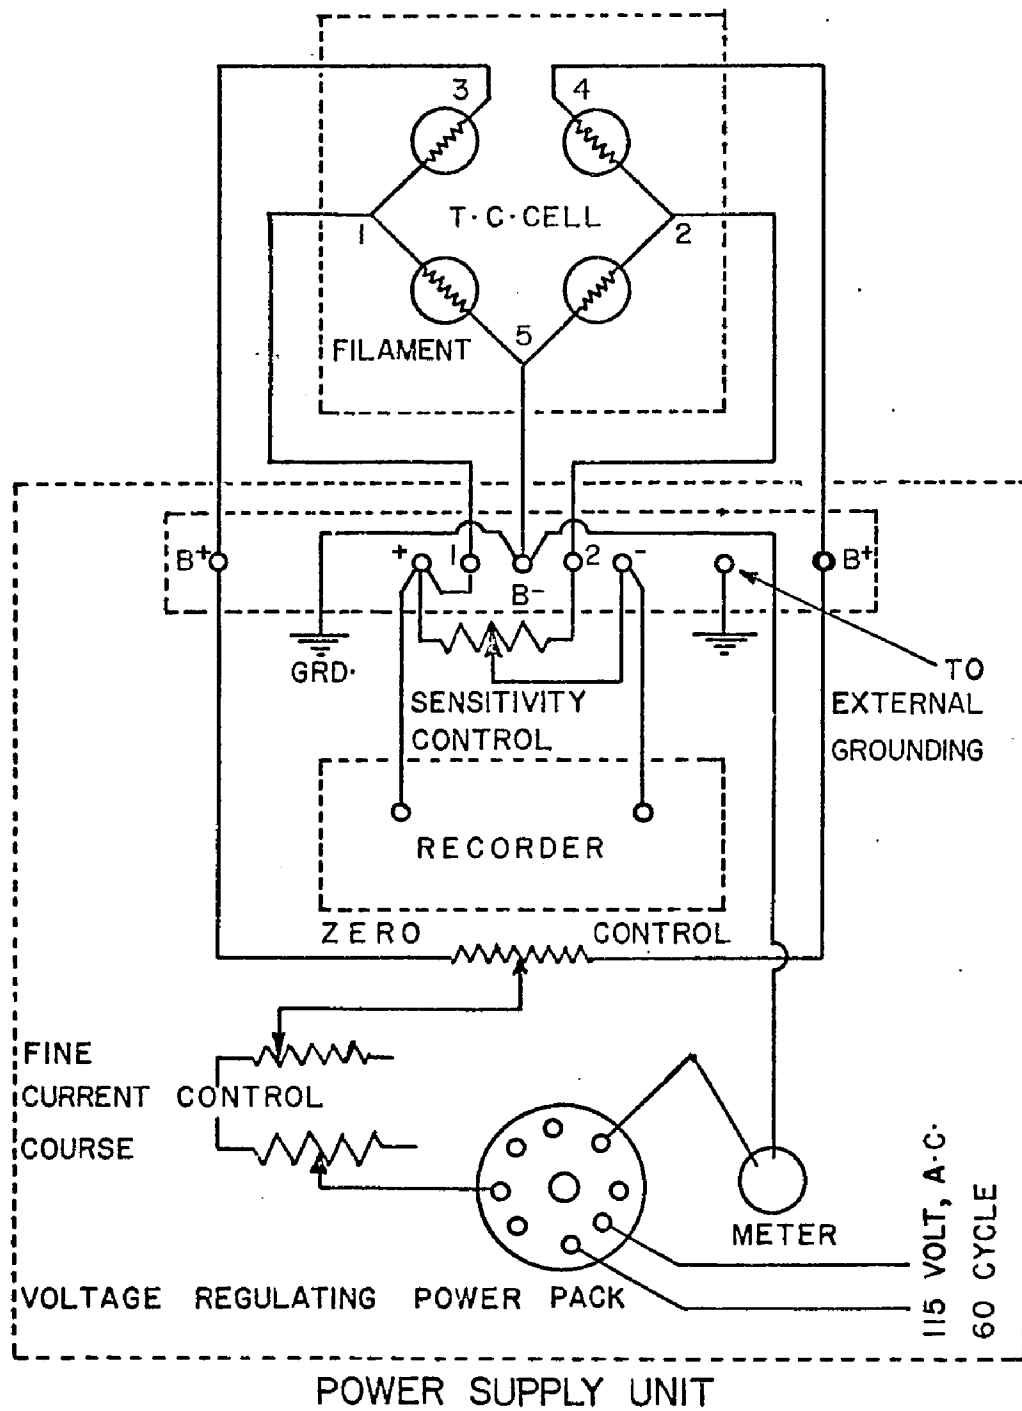 3 4
T·C·CELL
1 2
5
FILAMENT
B+ + 1 B- 2 - B+
GRD·
TO
EXTERNAL
GROUNDING
SENSITIVITY
CONTROL
RECORDER
ZERO CONTROL
FINE
CURRENT CONTROL
COURSE
METER
115 VOLT, A·C·
60 CYCLE
VOLTAGE REGULATING POWER PACK
POWER SUPPLY UNIT